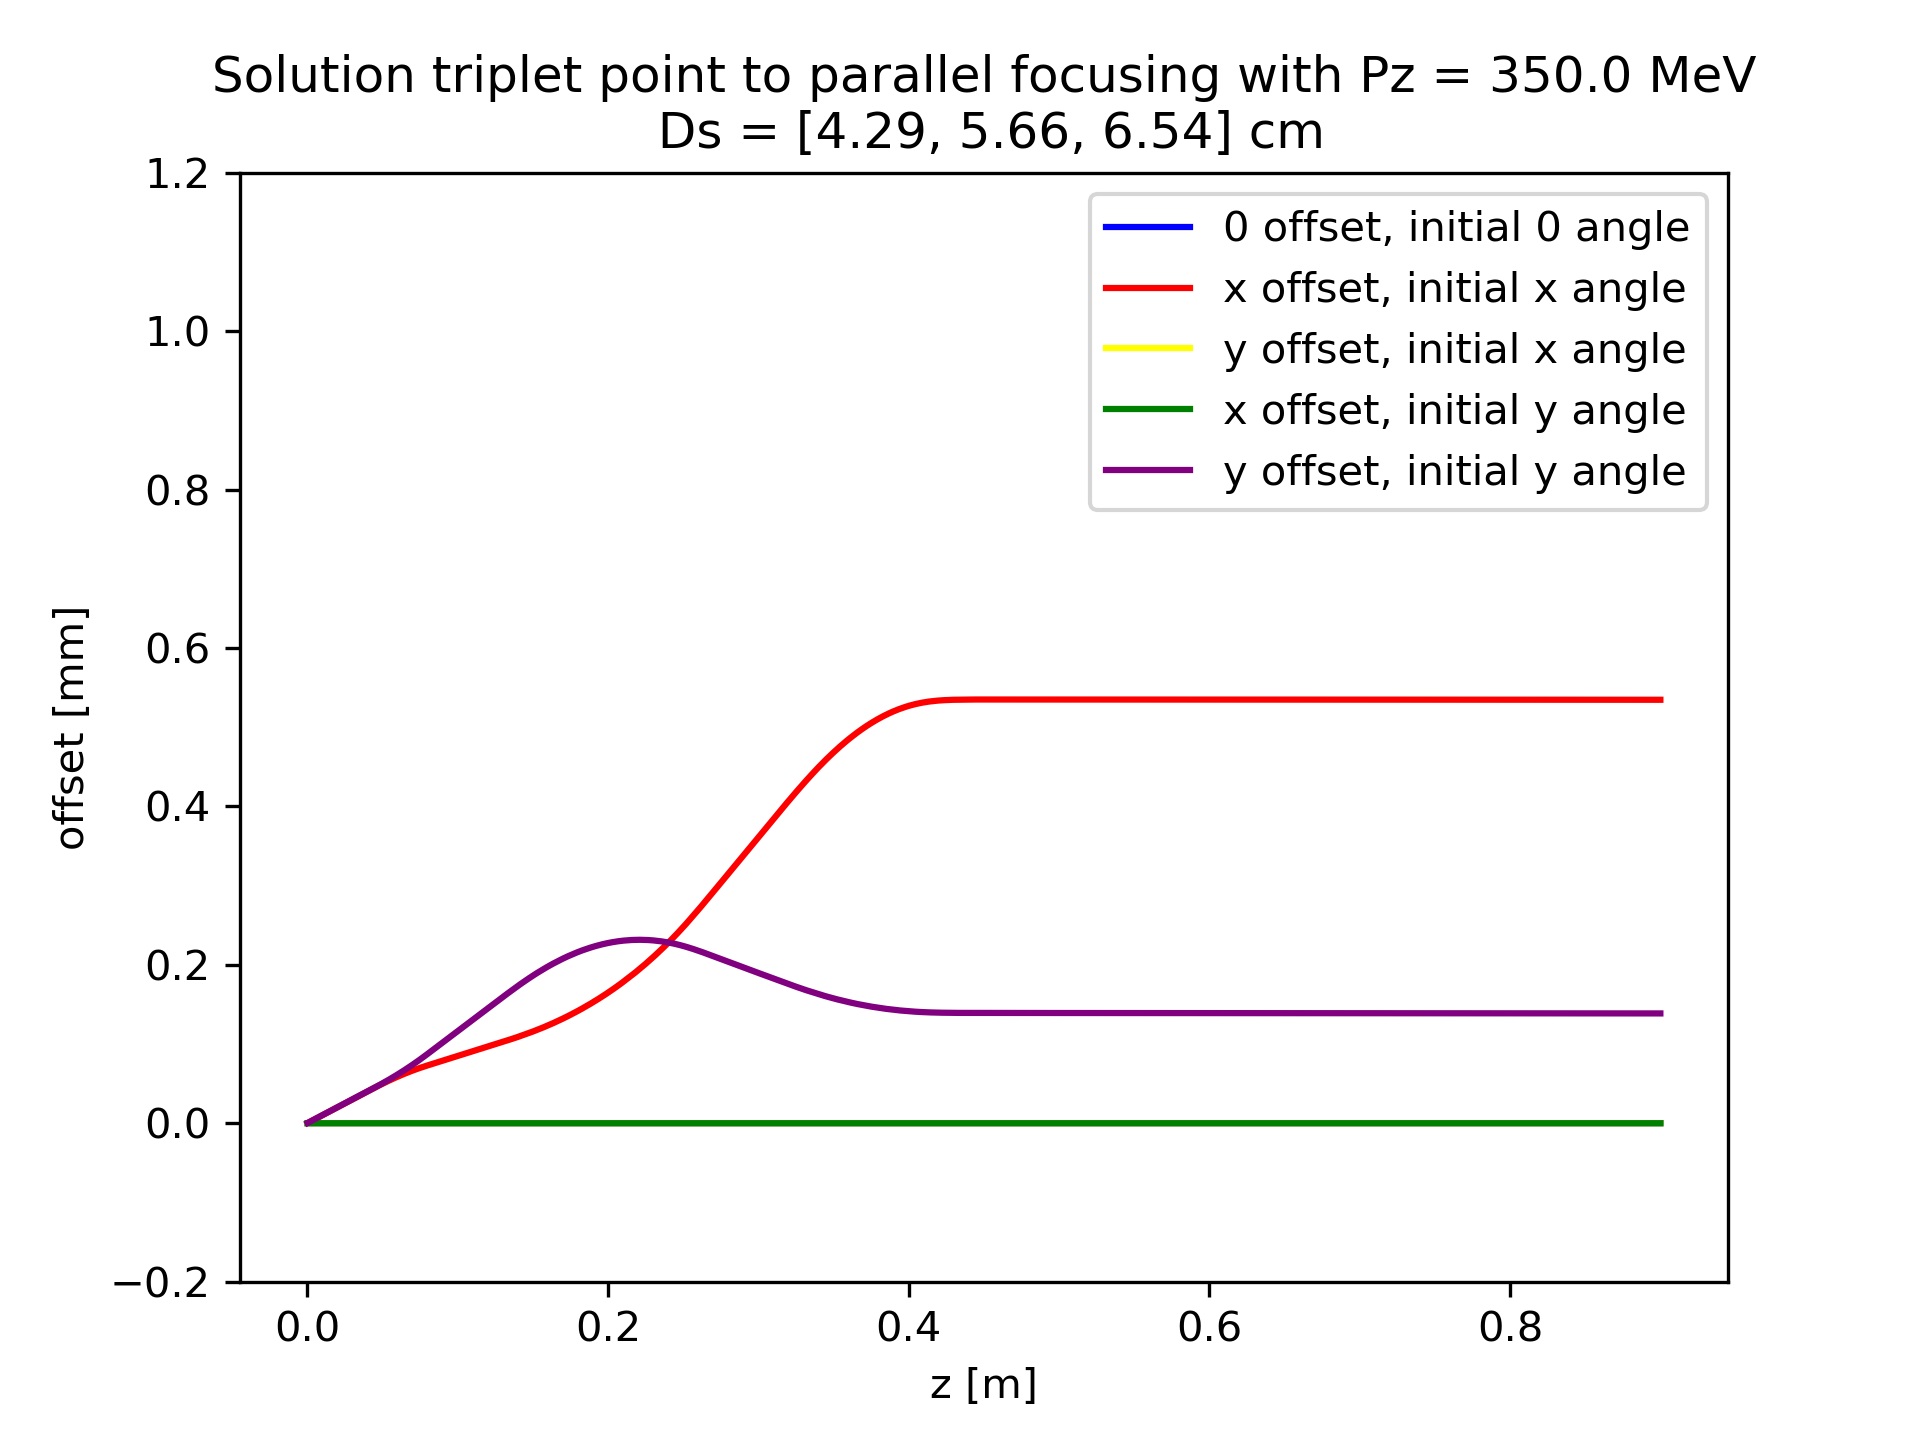 Solution triplet point to parallel focusing with Pz = 350.0 MeV
Ds = [4.29, 5.66, 6.54] cm
1.2
1.0
0.8
0.6
0.4
0.2
0.0
−0.2
offset [mm]
0 offset, initial 0 angle
x offset, initial x angle
y offset, initial x angle
x offset, initial y angle
y offset, initial y angle
0.0 0.2 0.4 0.6 0.8
z [m]